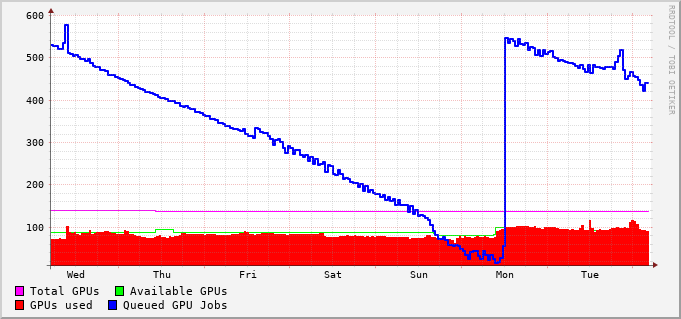 600
500
400
300
200
100
Wed Thu Fri Sat Sun Mon Tue
Total GPUs Available GPUs
GPUs used Queued GPU Jobs
RRDTOOL / TOBI OETIKER